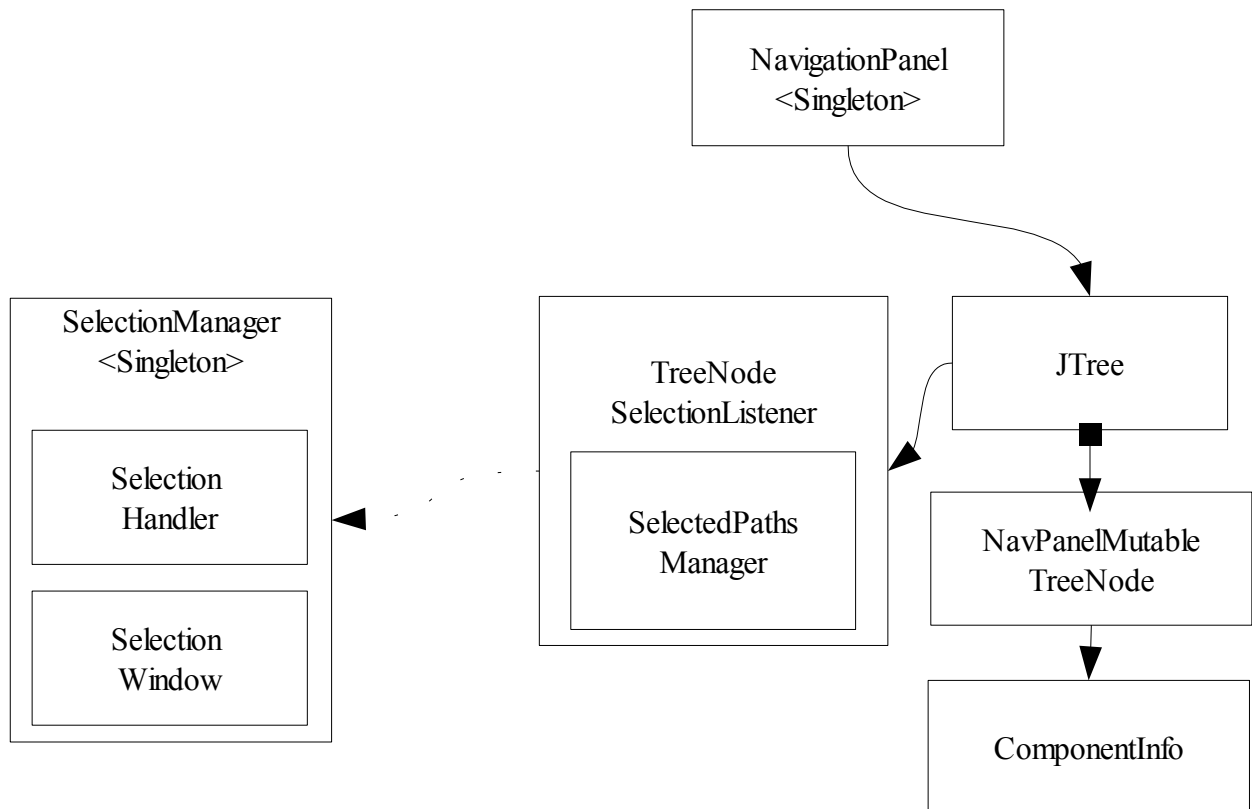 NavigationPanel
<Singleton>
SelectionManager
<Singleton>
Selection
Handler
Selection
Window
TreeNode
SelectionListener
SelectedPaths
Manager
JTree
NavPanelMutable
TreeNode
ComponentInfo